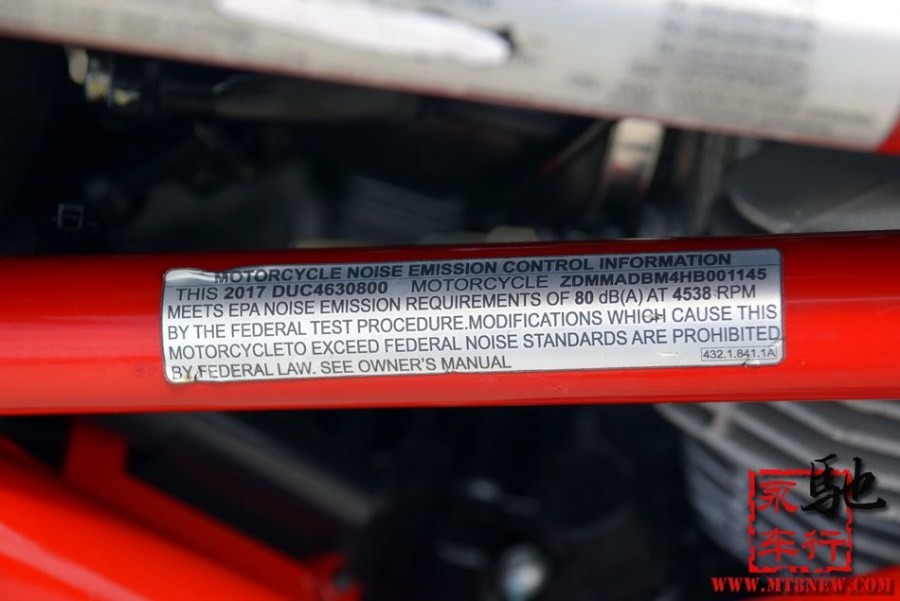 MOTORCYCLE NOISE EMISSION CONTROL INFORMATION
THIS 2017 DUC4630800 MOTORCYCLE ZDMMADBM4HB001145
MEETS EPA NOISE EMISSION REQUIREMENTS OF 80 dB(A) AT 4538 RPM
BY THE FEDERAL TEST PROCEDURE.MODIFICATIONS WHICH CAUSE THIS
MOTORCYCLETO EXCEED FEDERAL NOISE STANDARDS ARE PROHIBITED
BY FEDERAL LAW. SEE OWNER'S MANUAL
432.1.841.1A
永馳
车行
WWW.MT8NEW.COM